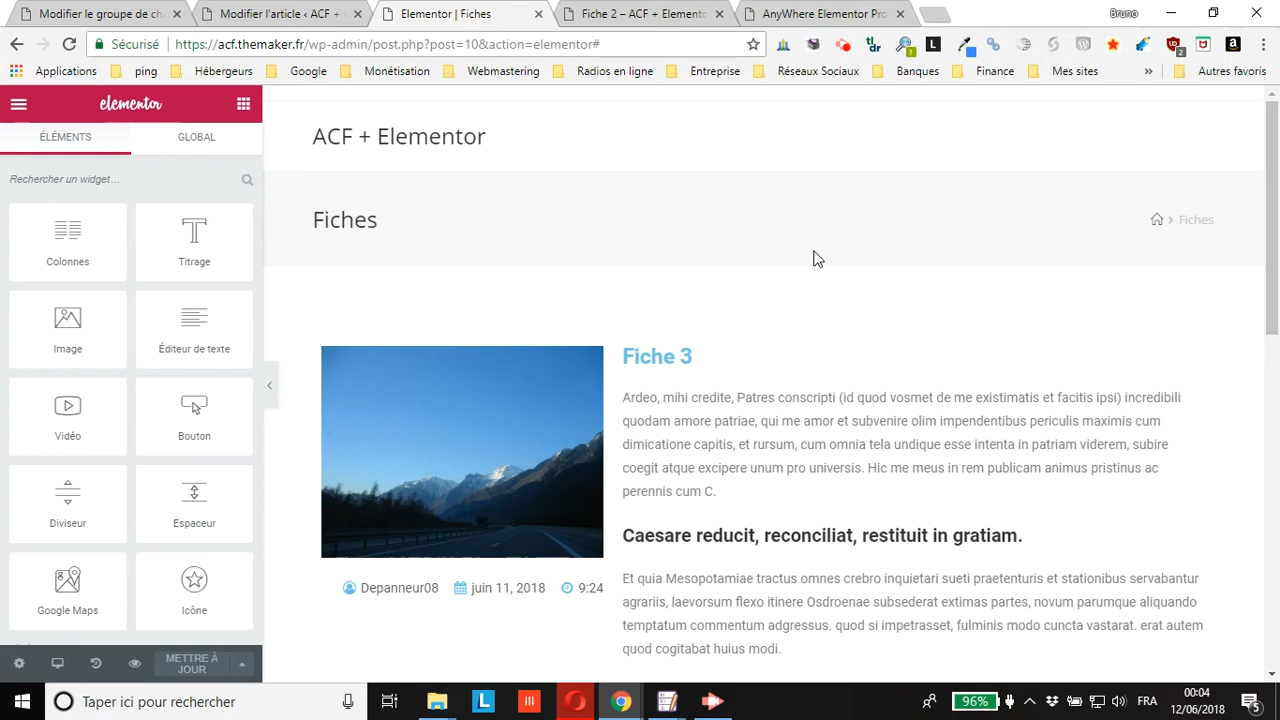 Modifier le groupe de cha
Modifier l'article ‹ ACF +
Elementor | Fiches
Fiche 2 – ACF + Elemento
AnyWhere Elementor Pro
Bruno
Sécurisé
https://acf.themaker.fr/wp-admin/post.php?post=10&action=elementor#
Applications
ping
Hébergeurs
Google
Monétisation
Webmastering
Radios en ligne
Entreprise
Réseaux Sociaux
Banques
Finance
Mes sites
»
Autres favoris
elementor
ÉLÉMENTS
GLOBAL
Rechercher un widget…
Colonnes
Titrage
Image
Éditeur de texte
Vidéo
Bouton
Diviseur
Espaceur
Google Maps
Icône
METTRE À
JOUR
ACF + Elementor
Fiches
Fiches
Fiche 3
Ardeo, mihi credite, Patres conscripti (id quod vosmet de me existimatis et facitis ipsi) incredibili
quodam amore patriae, qui me amor et subvenire olim impendentibus periculis maximis cum
dimicatione capitis, et rursum, cum omnia tela undique esse intenta in patriam viderem, subire
coegit atque excipere unum pro universis. Hic me meus in rem publicam animus pristinus ac
perennis cum C.
Caesare reducit, reconciliat, restituit in gratiam.
Et quia Mesopotamiae tractus omnes crebro inquietari sueti praetenturis et stationibus servabantur
agrariis, laevorsum flexo itinere Osdroenae subsederat extimas partes, novum parumque aliquando
temptatum commentum adgressus. quod si impetrasset, fulminis modo cuncta vastarat. erat autem
quod cogitabat huius modi.
Depanneur08
juin 11, 2018
9:24
Taper ici pour rechercher
96%
FRA
00:04
12/06/2018
5